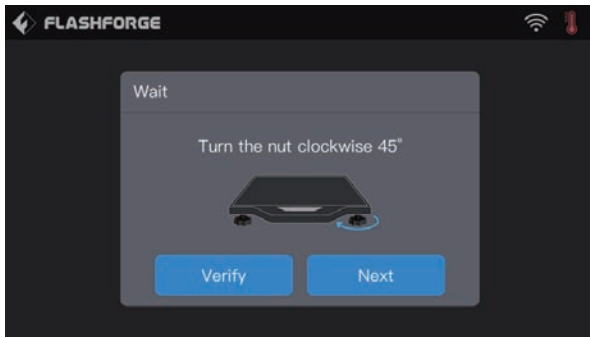 FLASHFORGE
Wait
Turn the nut clockwise 45°
Verify
Next